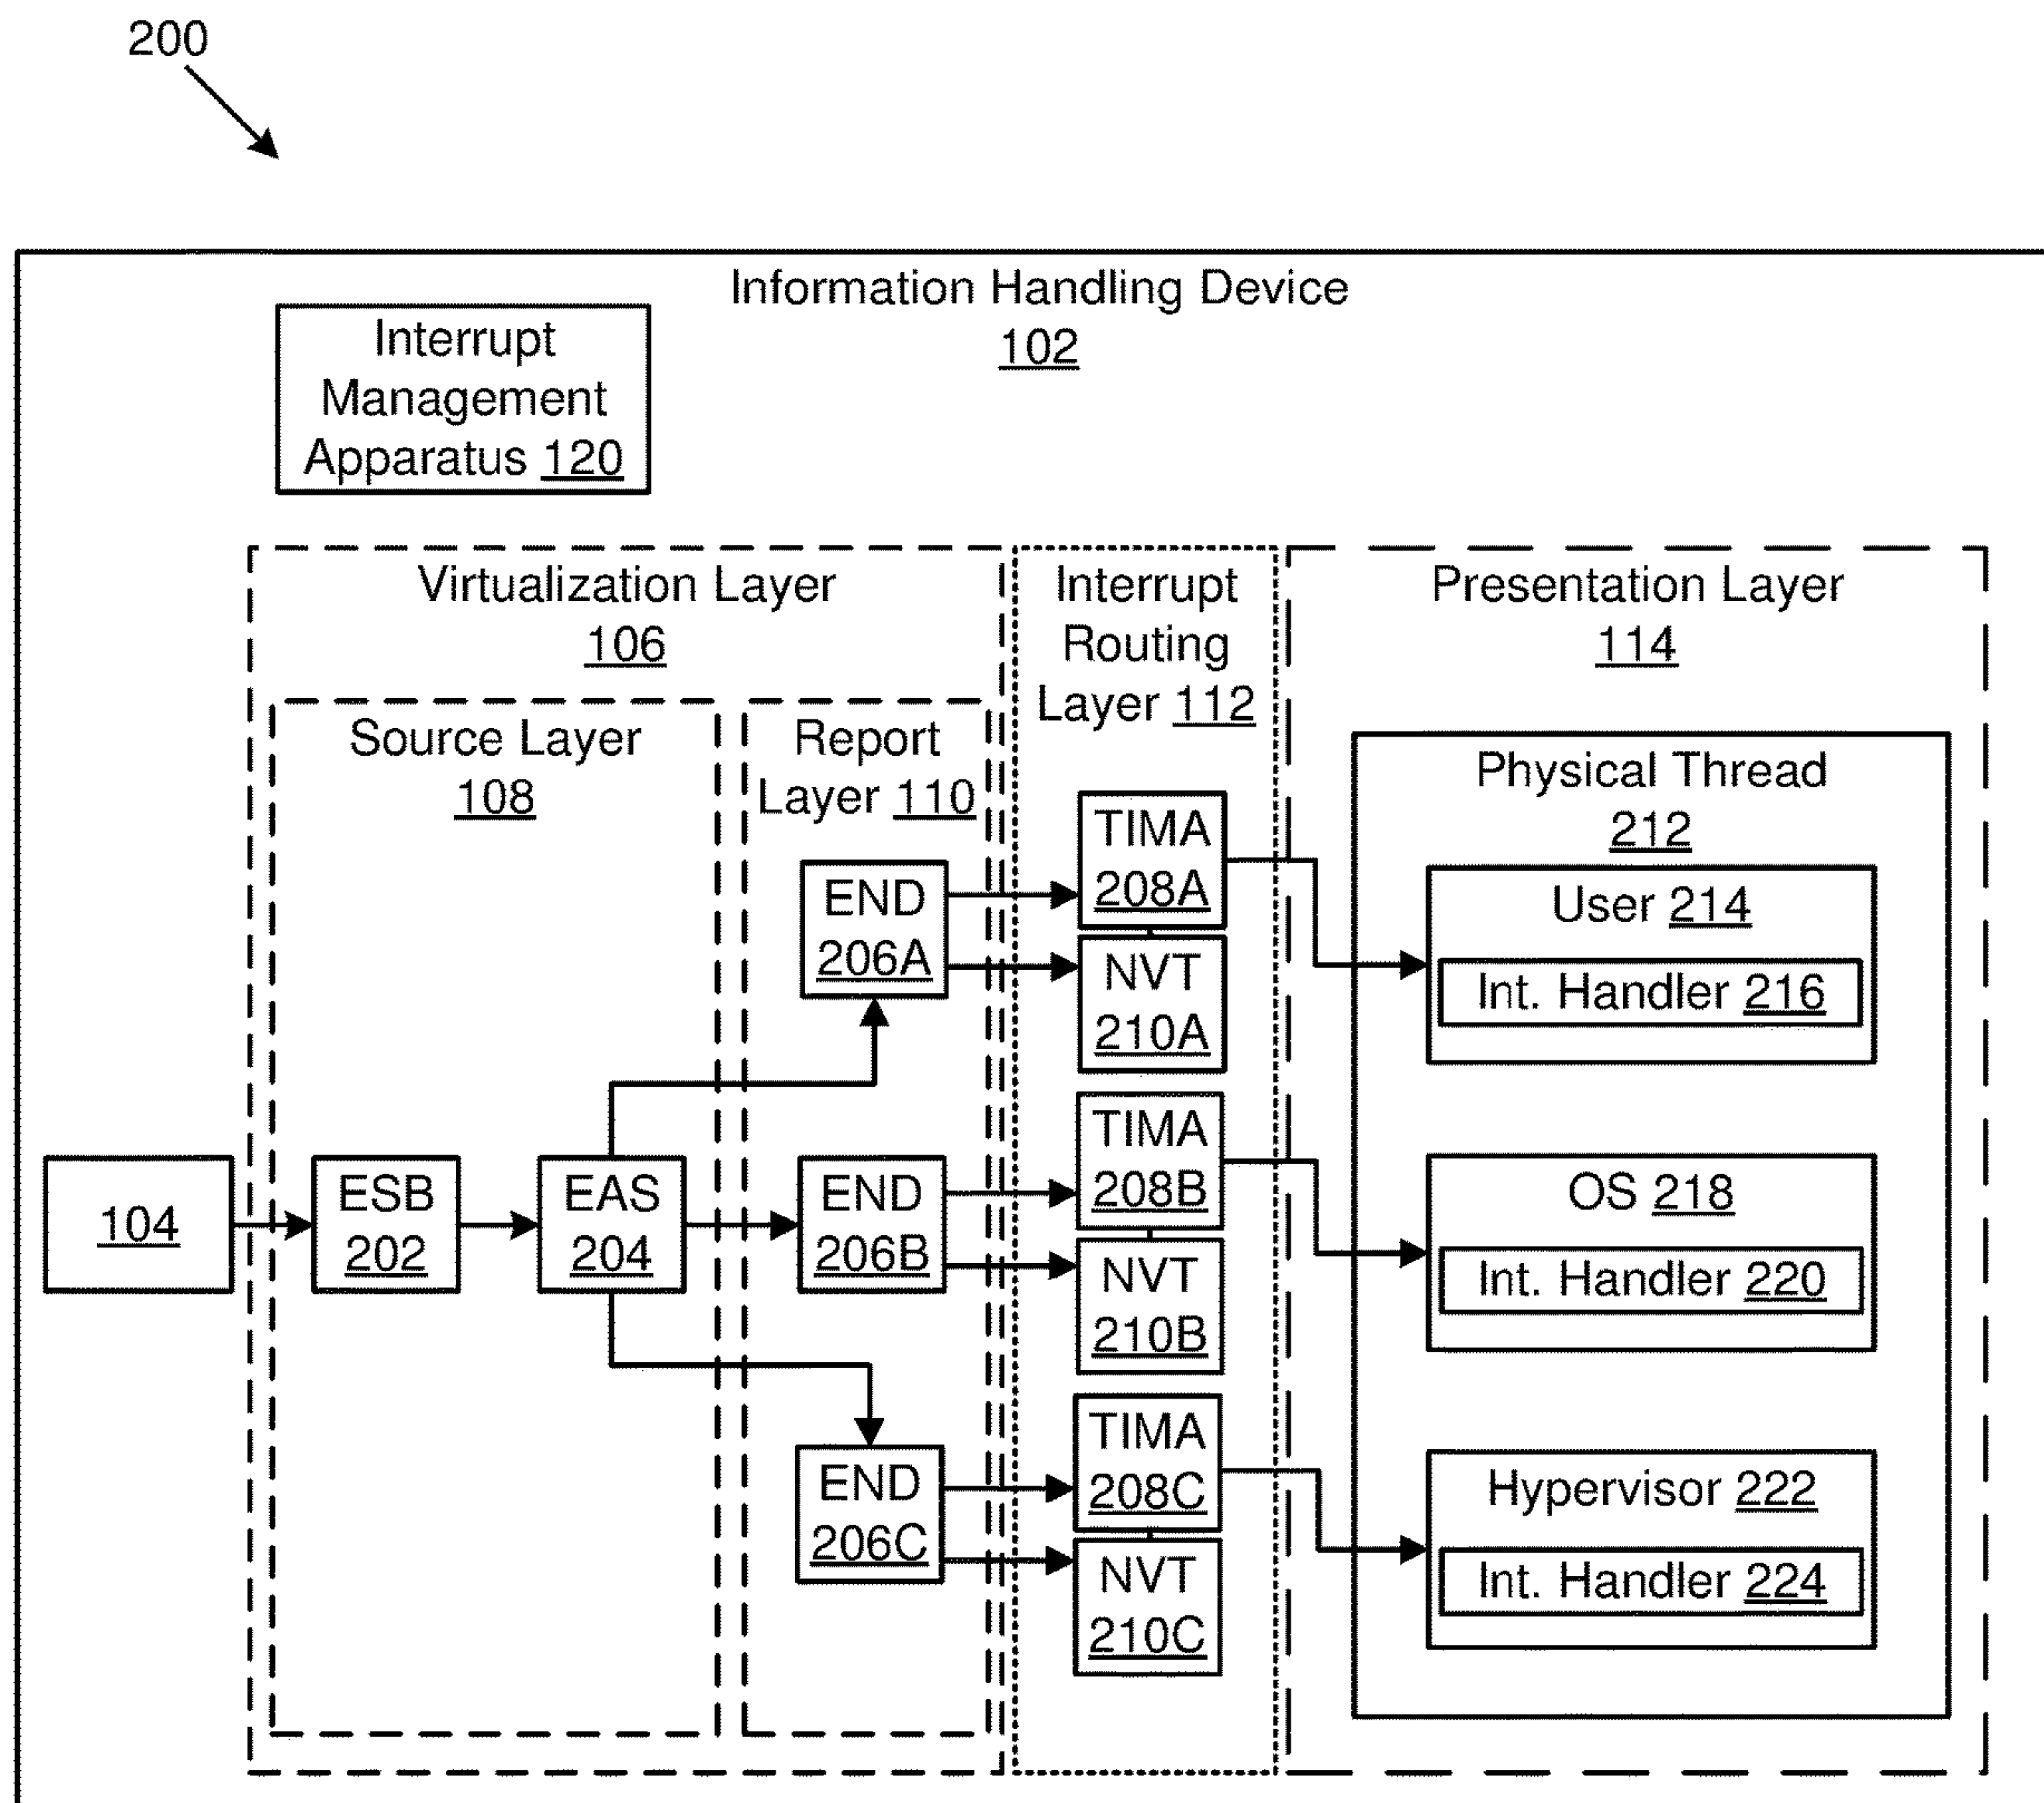 200
Information Handling Device
102
Interrupt
Management
Apparatus 120
Virtualization Layer
106
Source Layer
108
Report
Layer 110
Interrupt
Routing
Layer 112
Presentation Layer
114
Physical Thread
212
104
ESB
202
EAS
204
END
206A
END
206B
END
206C
TIMA
208A
NVT
210A
TIMA
208B
NVT
210B
TIMA
208C
NVT
210C
User 214
Int. Handler 216
OS 218
Int. Handler 220
Hypervisor 222
Int. Handler 224